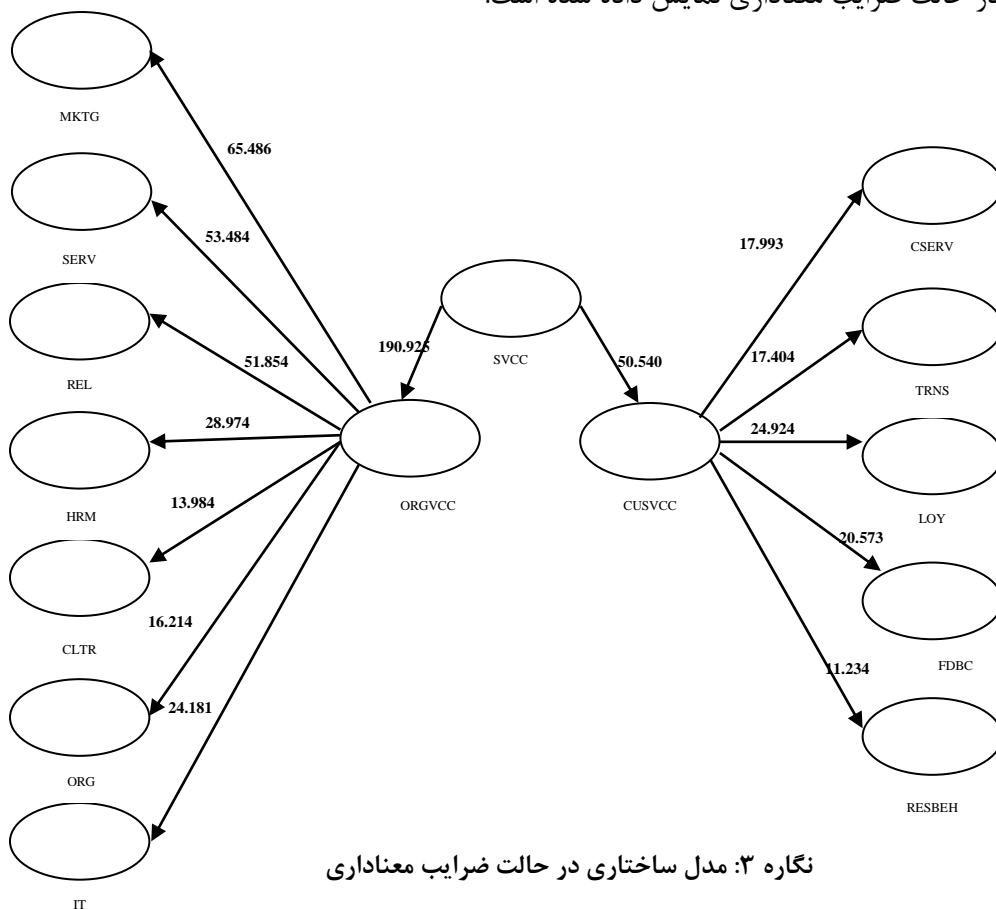 در حالت ضرایب معناداری نمایش داده شده است.
MKTG
65.486
SERV
53.484
CSERV
17.993
REL
51.854
190.925
SVCC
50.540
TRNS
17.404
HRM
28.974
ORGVCC
CUSVCC
24.924
LOY
CLTR
13.984
20.573
FDBC
ORG
16.214
11.234
RESBEH
24.181
IT
نگاره ۳: مدل ساختاری در حالت ضرایب معناداری